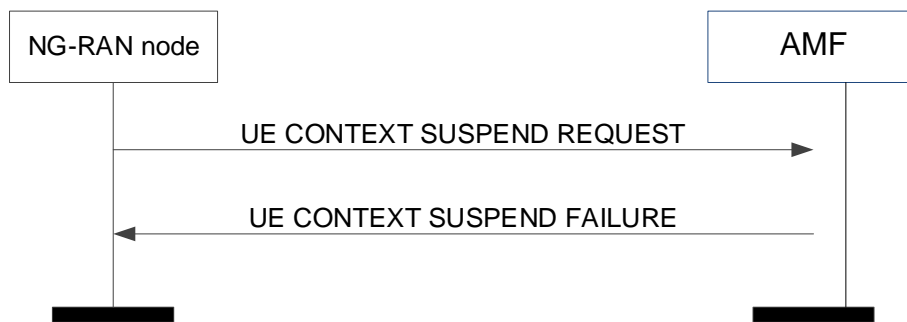 NG-RAN node
AMF
UE CONTEXT SUSPEND REQUEST
UE CONTEXT SUSPEND FAILURE